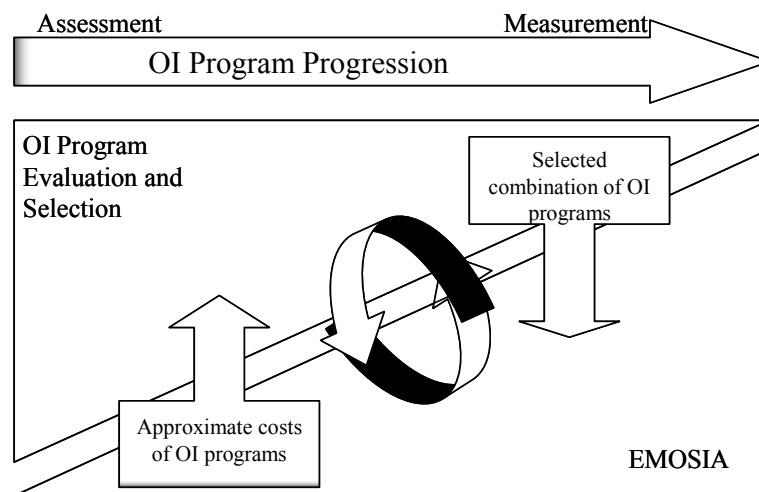 Assessment
Measurement
OI Program Progression
OI Program
Evaluation and
Selection
Selected
combination of OI
programs
Approximate costs
of OI programs
EMOSIA